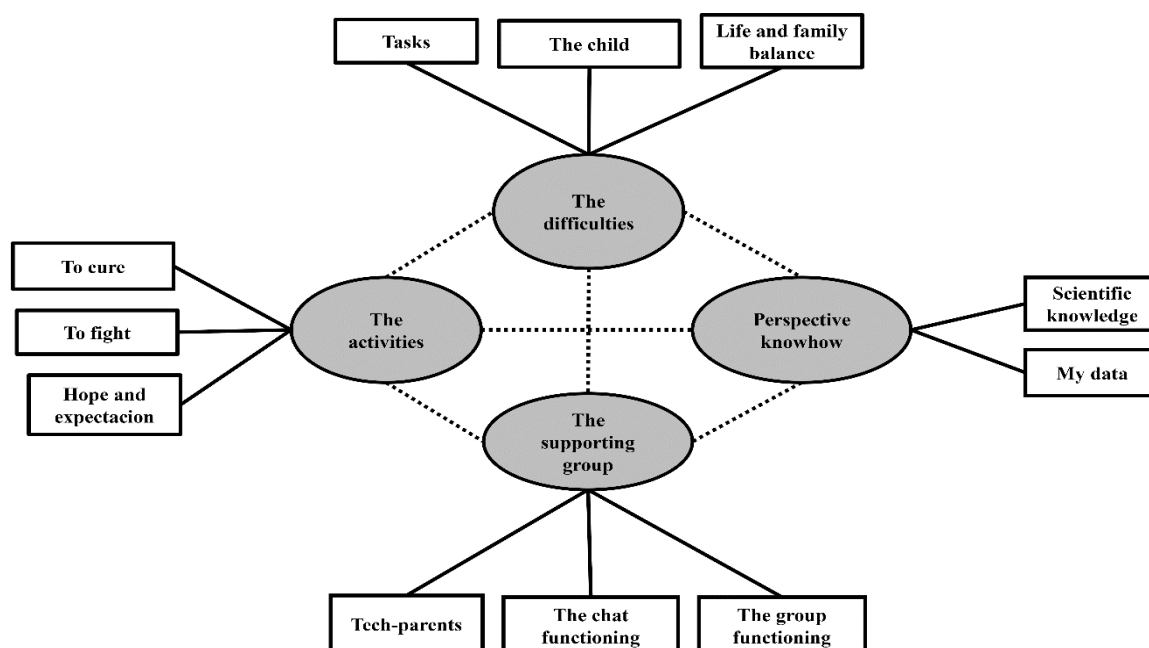 Tasks
The child
Life and family
balance
The
difficulties
To cure
To fight
Hope and
expectacion
The
activities
Perspective
knowhow
Scientific
knowledge
My data
The
supporting
group
Tech-parents
The chat
functioning
The group
functioning